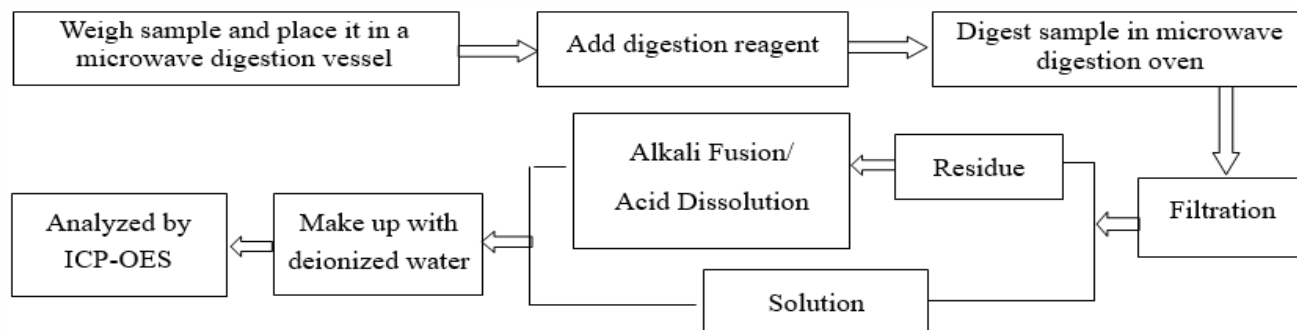 Weigh sample and place it in a
microwave digestion vessel
Add digestion reagent
Digest sample in microwave
digestion oven
Filtration
Residue
Alkali Fusion/
Acid Dissolution
Solution
Make up with
deionized water
Analyzed by
ICP-OES